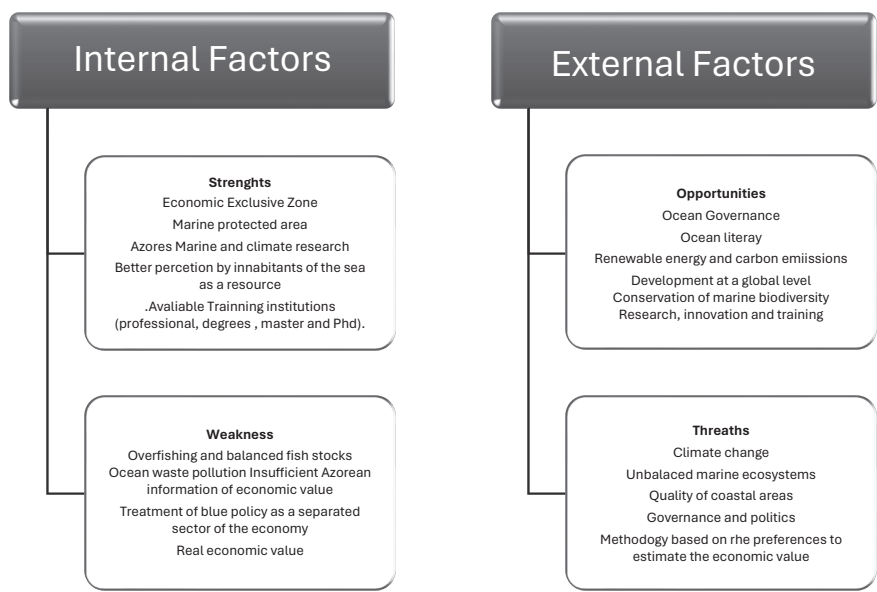 Internal Factors
Strenghts
Economic Exclusive Zone
Marine protected area
Azores Marine and climate research
Better percetion by innabitants of the sea
as a resource
.Avaliable Trainning institutions
(professional, degrees , master and Phd).
Weakness
Overfishing and balanced fish stocks
Ocean waste pollution Insufficient Azorean
information of economic value
Treatment of blue policy as a separated
sector of the economy
Real economic value
External Factors
Opportunities
Ocean Governance
Ocean literay
Renewable energy and carbon emiissions
Development at a global level
Conservation of marine biodiversity
Research, innovation and training
Threaths
Climate change
Unbalaced marine ecosystems
Quality of coastal areas
Governance and politics
Methodogy based on rhe preferences to
estimate the economic value